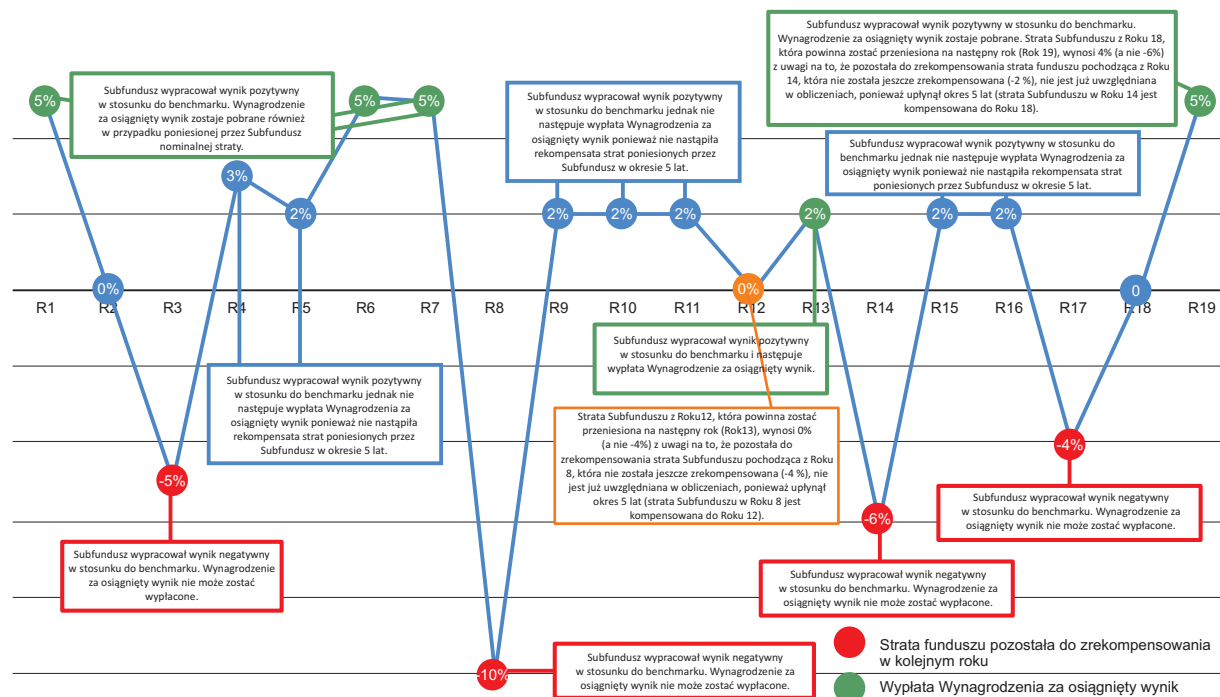 Subfundusz wypracował wynik pozytywny
w stosunku do benchmarku. Wynagrodzenie
za osiągnięty wynik zostaje pobrane również
w przypadku poniesionej przez Subfundusz
nominalnej straty.
Subfundusz wypracował wynik pozytywny
w stosunku do benchmarku jednak nie
następuje wypłata Wynagrodzenia za
osiągnięty wynik ponieważ nie nastąpiła
rekompensata strat poniesionych przez
Subfundusz w okresie 5 lat.
Subfundusz wypracował wynik pozytywny w stosunku do benchmarku.
Wynagrodzenie za osiągnięty wynik zostaje pobrane. Strata Subfunduszu z Roku 18,
która powinna zostać przeniesiona na następny rok (Rok 19), wynosi 4% (a nie -6%)
z uwagi na to, że pozostała do zrekompensowania strata funduszu pochodząca z Roku
14, która nie została jeszcze zrekompensowana (-2 %), nie jest już uwzględniana
w obliczeniach, ponieważ upłynął okres 5 lat (strata Subfunduszu w Roku 14 jest
kompensowana do Roku 18).
Subfundusz wypracował wynik pozytywny w stosunku do
benchmarku jednak nie następuje wypłata Wynagrodzenia za
osiągnięty wynik ponieważ nie nastąpiła rekompensata strat
poniesionych przez Subfundusz w okresie 5 lat.
5%
0%
-5%
3%
2%
5%
5%
-10%
2%
2%
2%
0%
2%
-6%
2%
2%
-4%
0
5%
R1
R2
R3
R4
R5
R6
R7
R8
R9
R10
R11
R12
R13
R14
R15
R16
R17
R18
R19
Subfundusz wypracował wynik pozytywny
w stosunku do benchmarku jednak nie
następuje wypłata Wynagrodzenia za
osiągnięty wynik ponieważ nie nastąpiła
rekompensata strat poniesionych przez
Subfundusz w okresie 5 lat.
Subfundusz wypracował wynik pozytywny
w stosunku do benchmarku i następuje
wypłata Wynagrodzenie za osiągnięty wynik.
Strata Subfunduszu z Roku12, która powinna zostać
przeniesiona na następny rok (Rok13), wynosi 0%
(a nie -4%) z uwagi na to, że pozostała do
zrekompensowania strata Subfunduszu pochodząca z Roku
8, która nie została jeszcze zrekompensowana (-4 %), nie
jest już uwzględniana w obliczeniach, ponieważ upłynął
okres 5 lat (strata Subfunduszu w Roku 8 jest
kompensowana do Roku 12).
Subfundusz wypracował wynik negatywny
w stosunku do benchmarku. Wynagrodzenie za
osiągnięty wynik nie może zostać wypłacone.
Subfundusz wypracował wynik negatywny
w stosunku do benchmarku. Wynagrodzenie
za osiągnięty wynik nie może zostać
wypłacone.
Subfundusz wypracował wynik negatywny
w stosunku do benchmarku. Wynagrodzenie za
osiągnięty wynik nie może zostać wypłacone.
Subfundusz wypracował wynik negatywny
w stosunku do benchmarku. Wynagrodzenie za
osiągnięty wynik nie może zostać wypłacone.
Strata funduszu pozostała do zrekompensowania
w kolejnym roku
Wypłata Wynagrodzenia za osiągnięty wynik